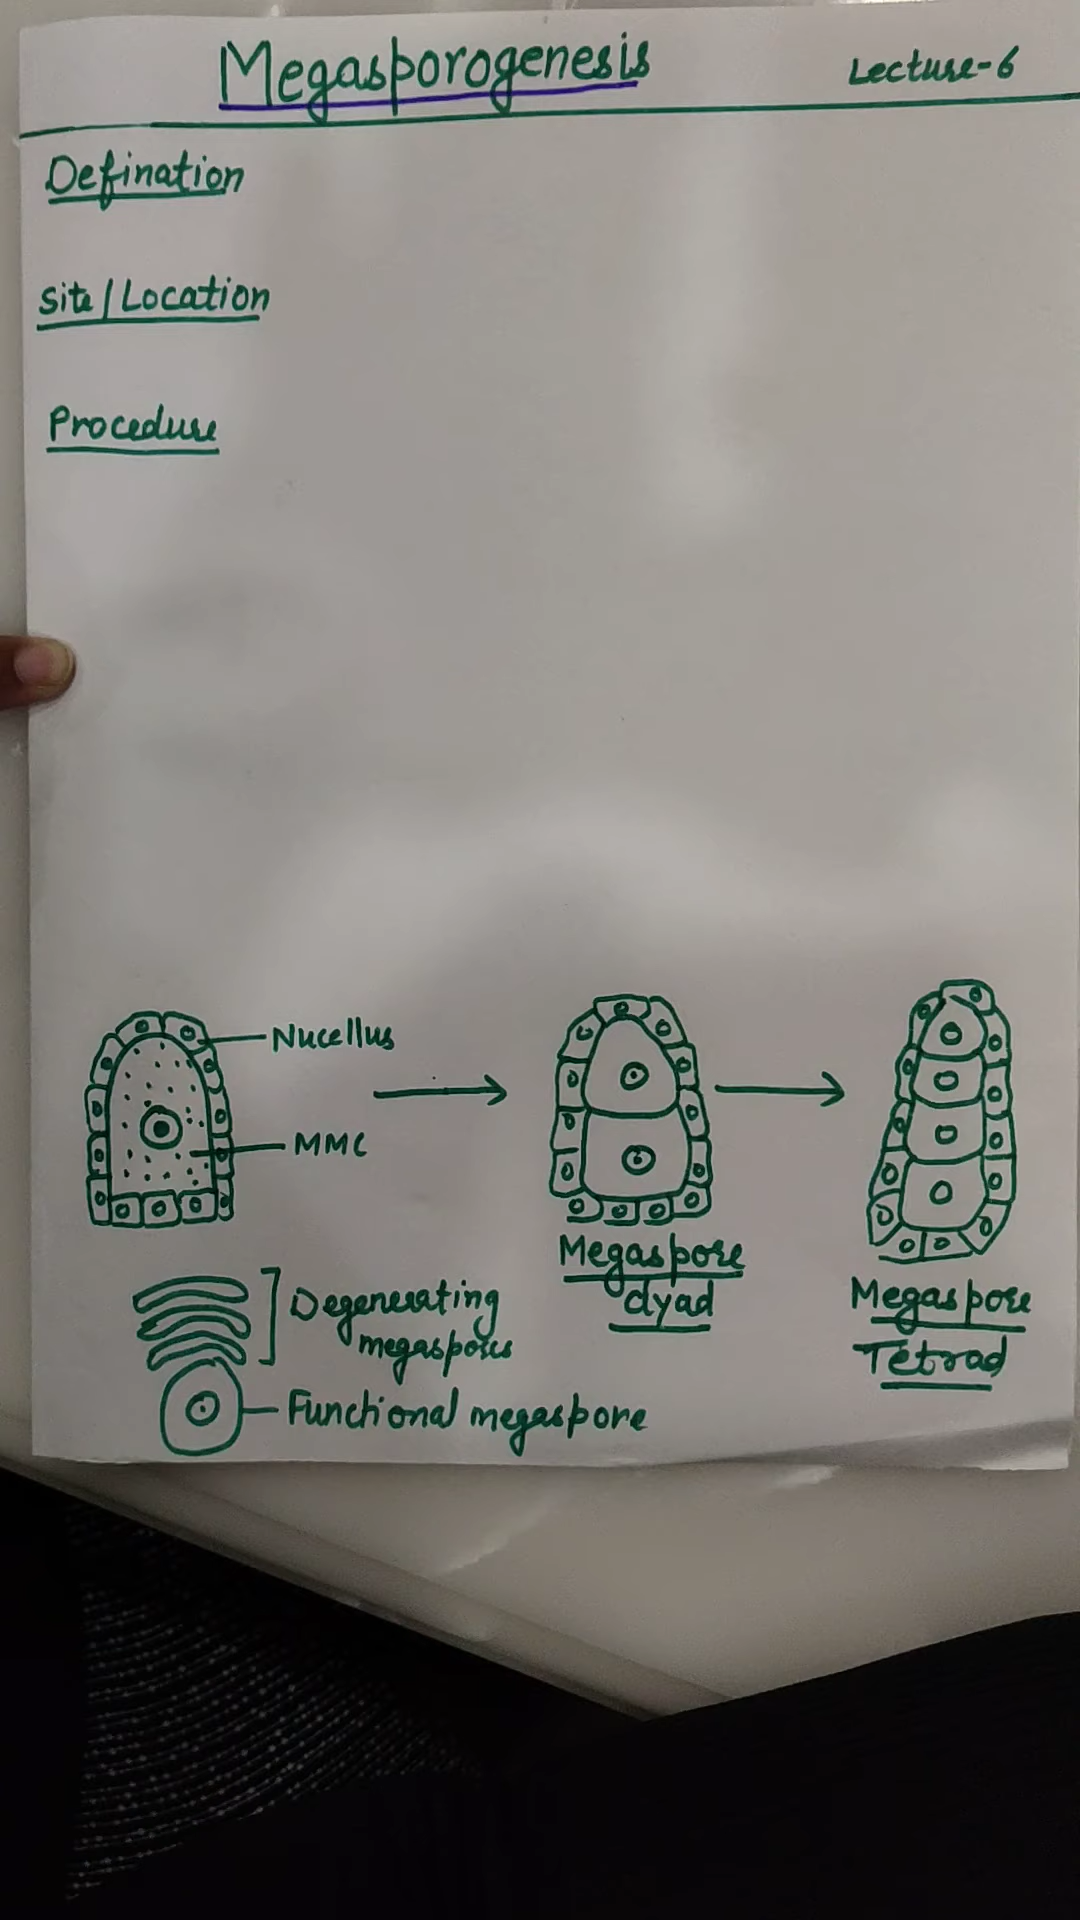 Megasporogenesis
Lecture-6
Defination
Site/Location
Procedure
Nucellus
MMC
Megaspore
dyad
Megaspore
Tetrad
Degenerating
megaspores
Functional megaspore